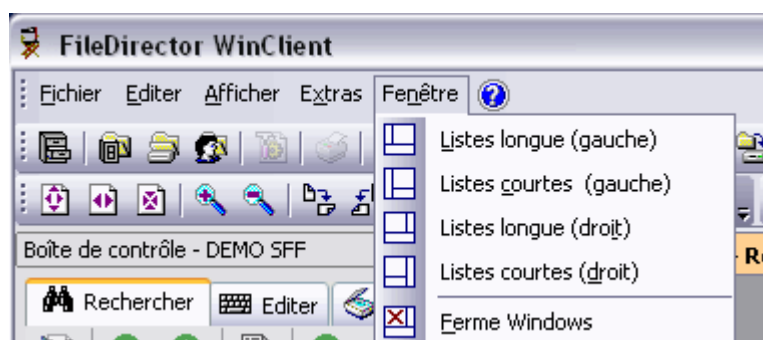 FileDirector WinClient
Fichier Editer Afficher Extras Fenêtre
Listes longue (gauche)
Listes courtes (gauche)
Listes longue (droit)
Listes courtes (droit)
Ferme Windows
Boîte de contrôle - DEMO SFF
Rechercher Editer